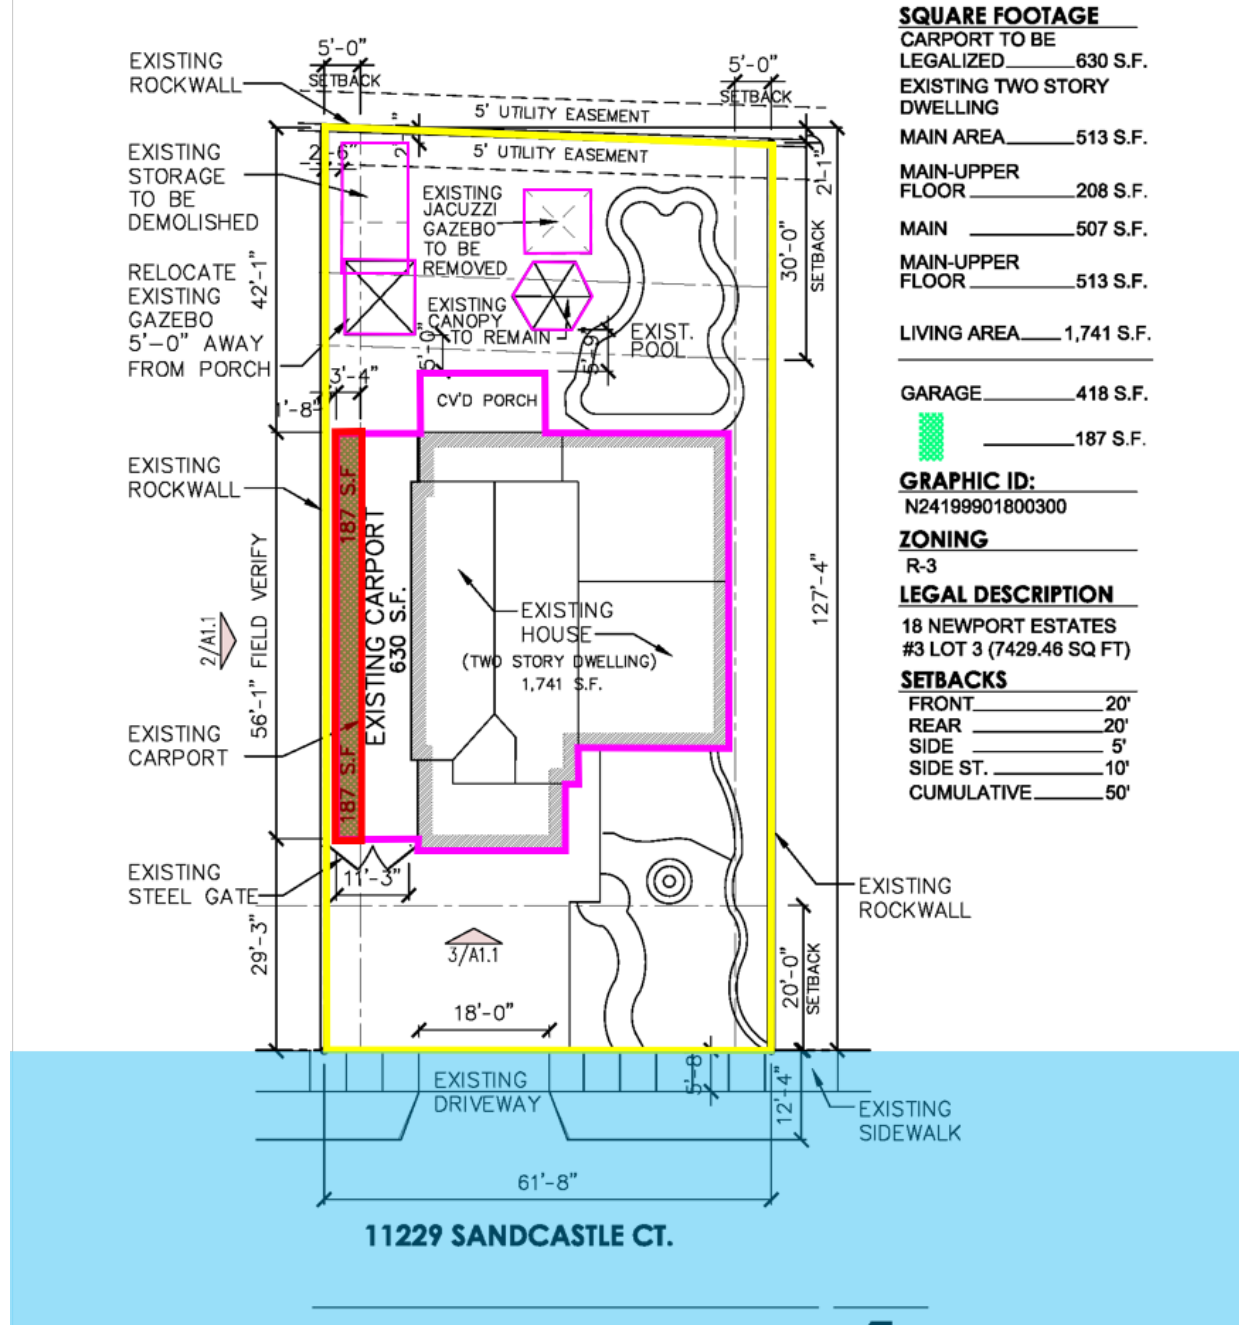 EXISTING
ROCKWALL
5'-0"
SETBACK
5'-0"
SETBACK
5' UTILITY EASEMENT
5' UTILITY EASEMENT
EXISTING
STORAGE
TO BE
DEMOLISHED
2'-6"
2'-1"
EXISTING
JACUZZI
GAZEBO
TO BE
REMOVED
30'-0"
SETBACK
42'-1"
RELOCATE
EXISTING
GAZEBO
5'-0" AWAY
FROM PORCH
EXISTING
CANOPY
TO REMAIN
5'-0"
EXIST.
POOL
3'-4"
1'-8"
CV'D PORCH
EXISTING
ROCKWALL
187 S.F
EXISTING CARPORT
630 S.F.
56'-1" FIELD VERIFY
2/A1.1
EXISTING
HOUSE
(TWO STORY DWELLING)
1,741 S.F.
127'-4"
EXISTING
CARPORT
187 S.F
EXISTING
STEEL GATE
11'-3"
29'-3"
3/A1.1
18'-0"
EXISTING
ROCKWALL
20'-0"
SETBACK
EXISTING
DRIVEWAY
5'-8"
12'-4"
EXISTING
SIDEWALK
61'-8"
11229 SANDCASTLE CT.
SQUARE FOOTAGE
CARPORT TO BE
LEGALIZED 630 S.F.
EXISTING TWO STORY
DWELLING
MAIN AREA 513 S.F.
MAIN-UPPER
FLOOR 208 S.F.
MAIN 507 S.F.
MAIN-UPPER
FLOOR 513 S.F.
LIVING AREA 1,741 S.F.
GARAGE 418 S.F.
187 S.F.
GRAPHIC ID:
N24199901800300
ZONING
R-3
LEGAL DESCRIPTION
18 NEWPORT ESTATES
#3 LOT 3 (7429.46 SQ FT)
SETBACKS
FRONT 20'
REAR 20'
SIDE 5'
SIDE ST. 10'
CUMULATIVE 50'